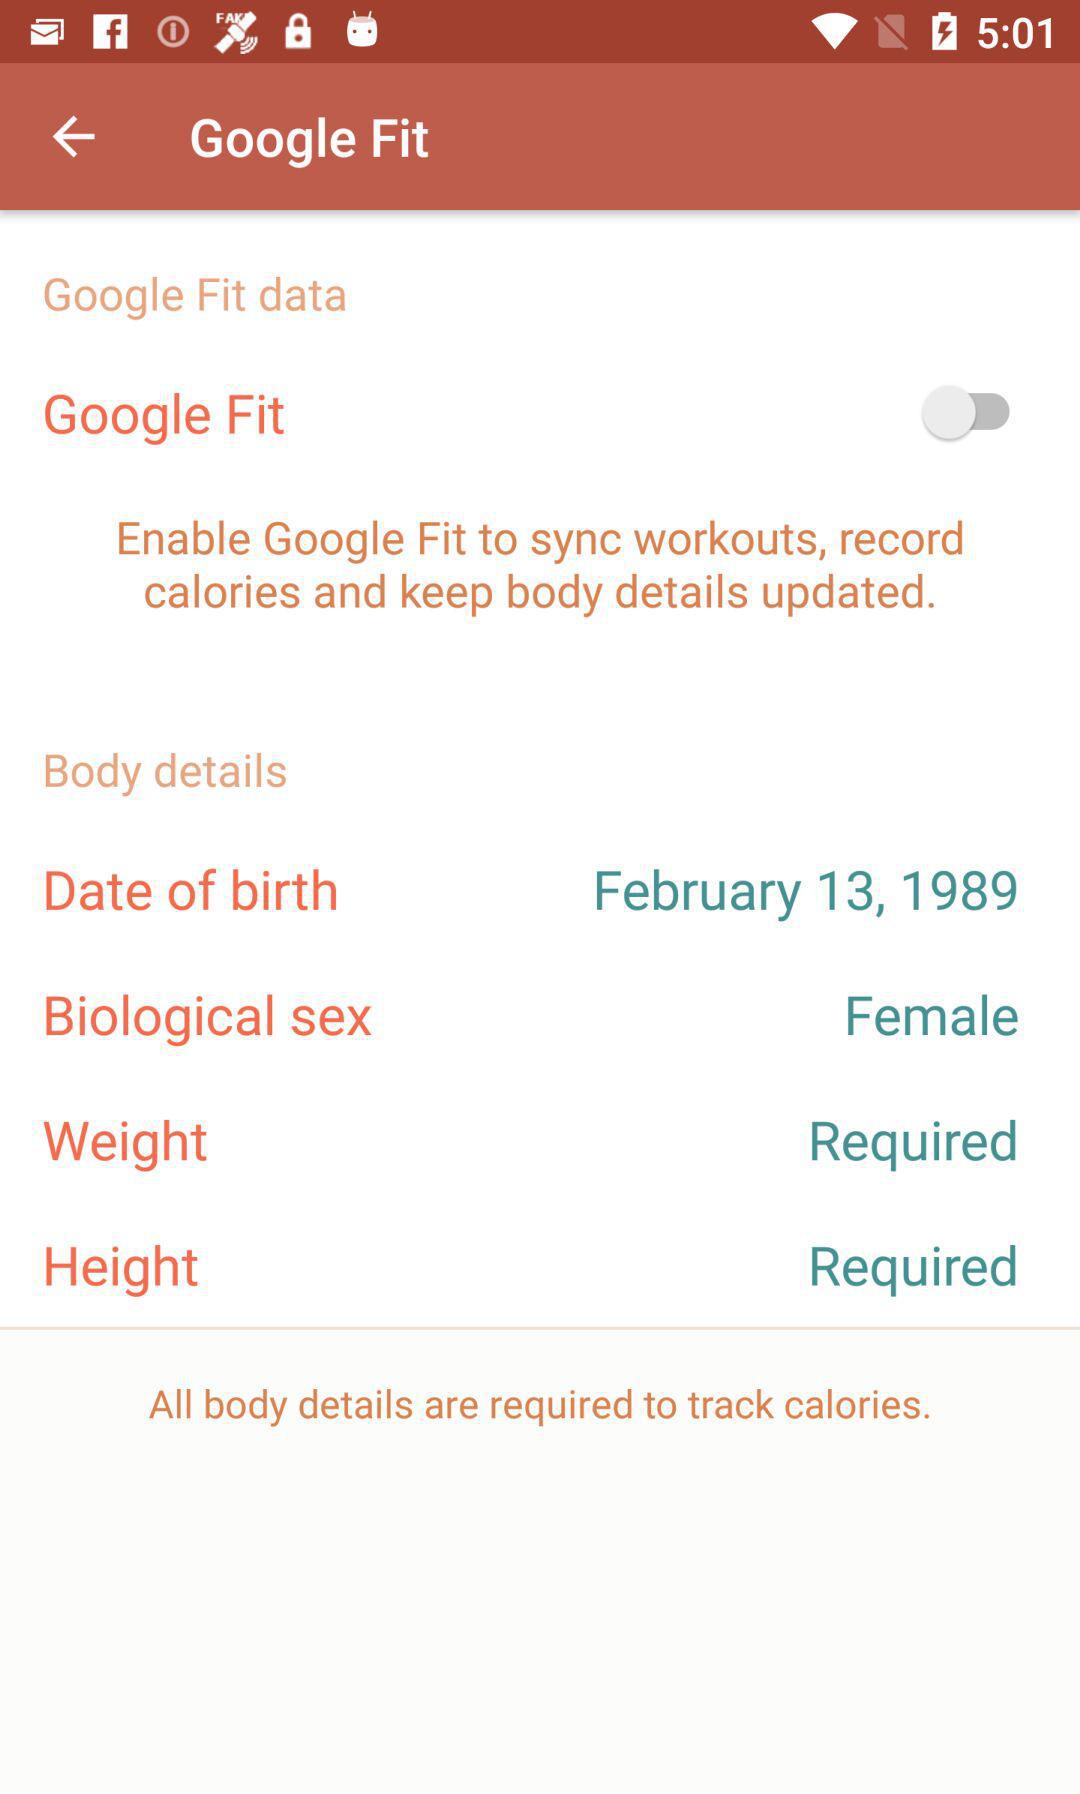 FAKE
5:01
Google Fit
Google Fit data
Google Fit
Enable Google Fit to sync workouts, record
calories and keep body details updated.
Body details
Date of birth February 13, 1989
Biological sex Female
Weight Required
Height Required
All body details are required to track calories.